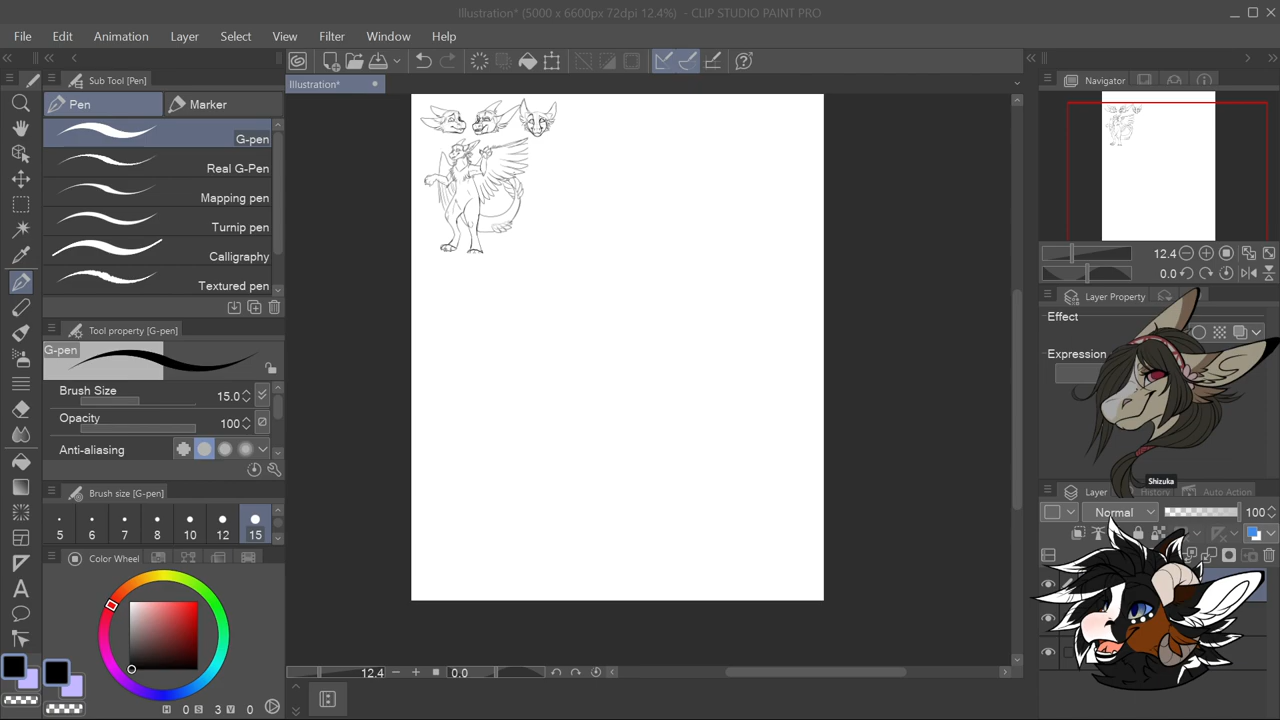 Illustration* (5000 x 6600px 72dpi 12.4%) - CLIP STUDIO PAINT PRO
File Edit Animation Layer Select View Filter Window Help
Sub Tool [Pen]
Pen
Marker
G-pen
Real G-Pen
Mapping pen
Turnip pen
Calligraphy
Textured pen
Tool property [G-pen]
G-pen
Brush Size 15.0
Opacity 100
Anti-aliasing
Brush size [G-pen]
5 6 7 8 10 12 15
Color Wheel
H 0 S 3 V 0
Illustration*
12.4 0.0
Navigator
12.4
0.0
Layer Property
Effect
Expression
Shizuka
Layer History Auto Action
Normal 100